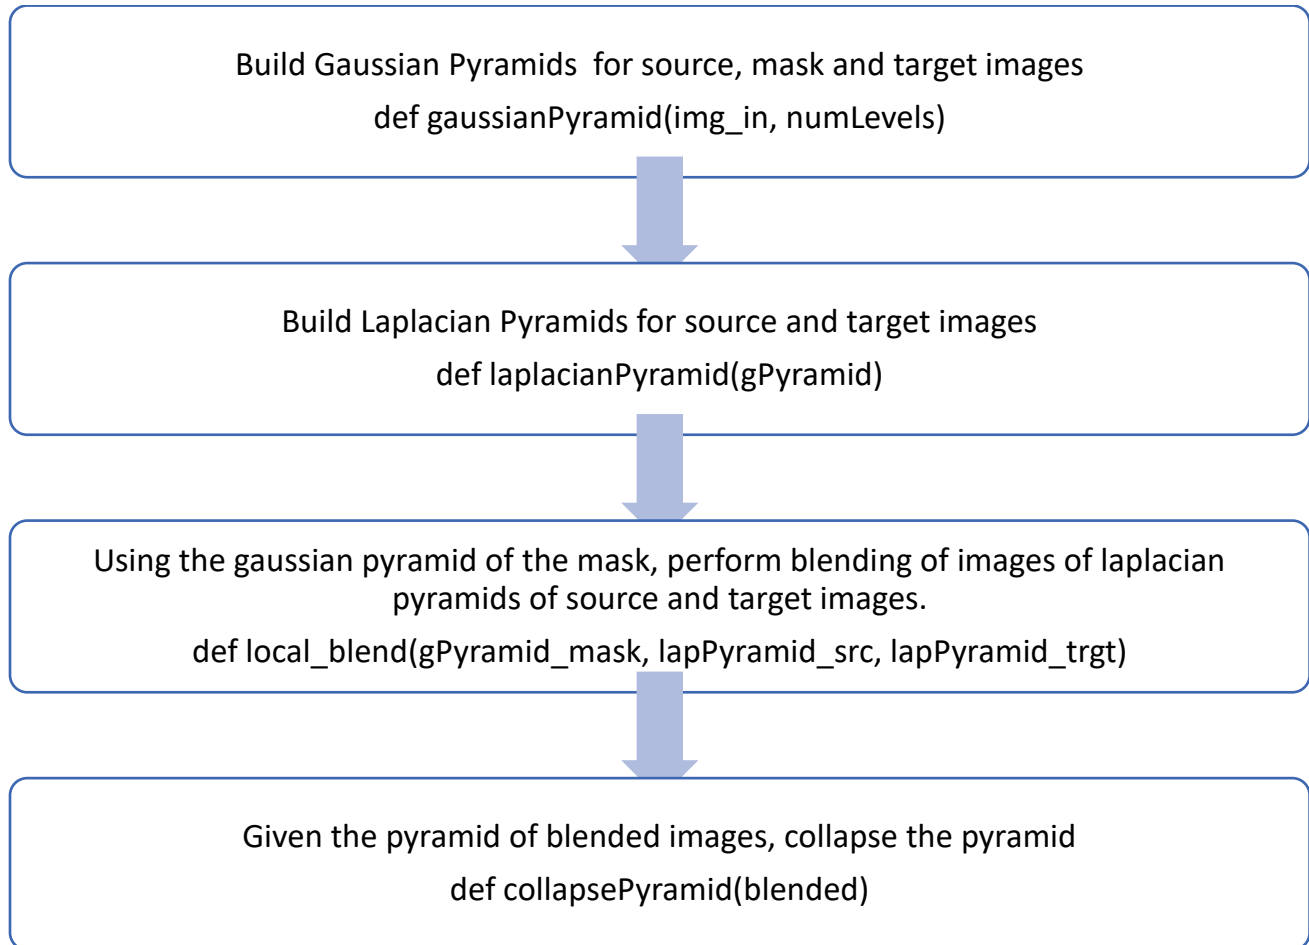 Build Gaussian Pyramids  for source, mask and target images
def gaussianPyramid(img_in, numLevels)
Build Laplacian Pyramids for source and target images
def laplacianPyramid(gPyramid)
Using the gaussian pyramid of the mask, perform blending of images of laplacian
pyramids of source and target images.
def local_blend(gPyramid_mask, lapPyramid_src, lapPyramid_trgt)
Given the pyramid of blended images, collapse the pyramid
def collapsePyramid(blended)